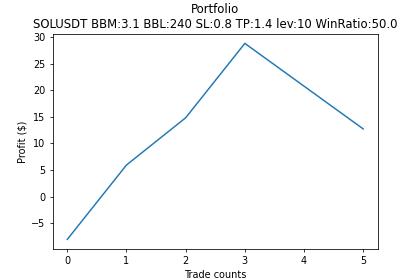 Portfolio
SOLUSDT BBM:3.1 BBL:240 SL:0.8 TP:1.4 lev:10 WinRatio:50.0
30
25
20
15
10
5
0
−5
Profit ($)
0 1 2 3 4 5
Trade counts